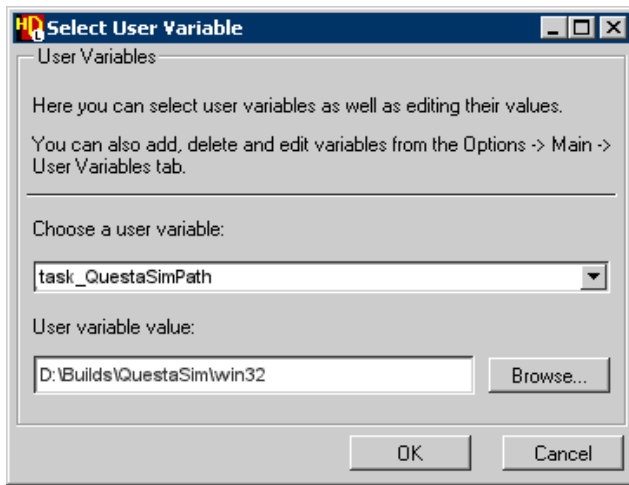 HDL Select User Variable
User Variables
Here you can select user variables as well as editing their values.
You can also add, delete and edit variables from the Options -> Main ->
User Variables tab.
Choose a user variable:
task_QuestaSimPath
User variable value:
D:\Builds\QuestaSim\win32
Browse...
OK
Cancel